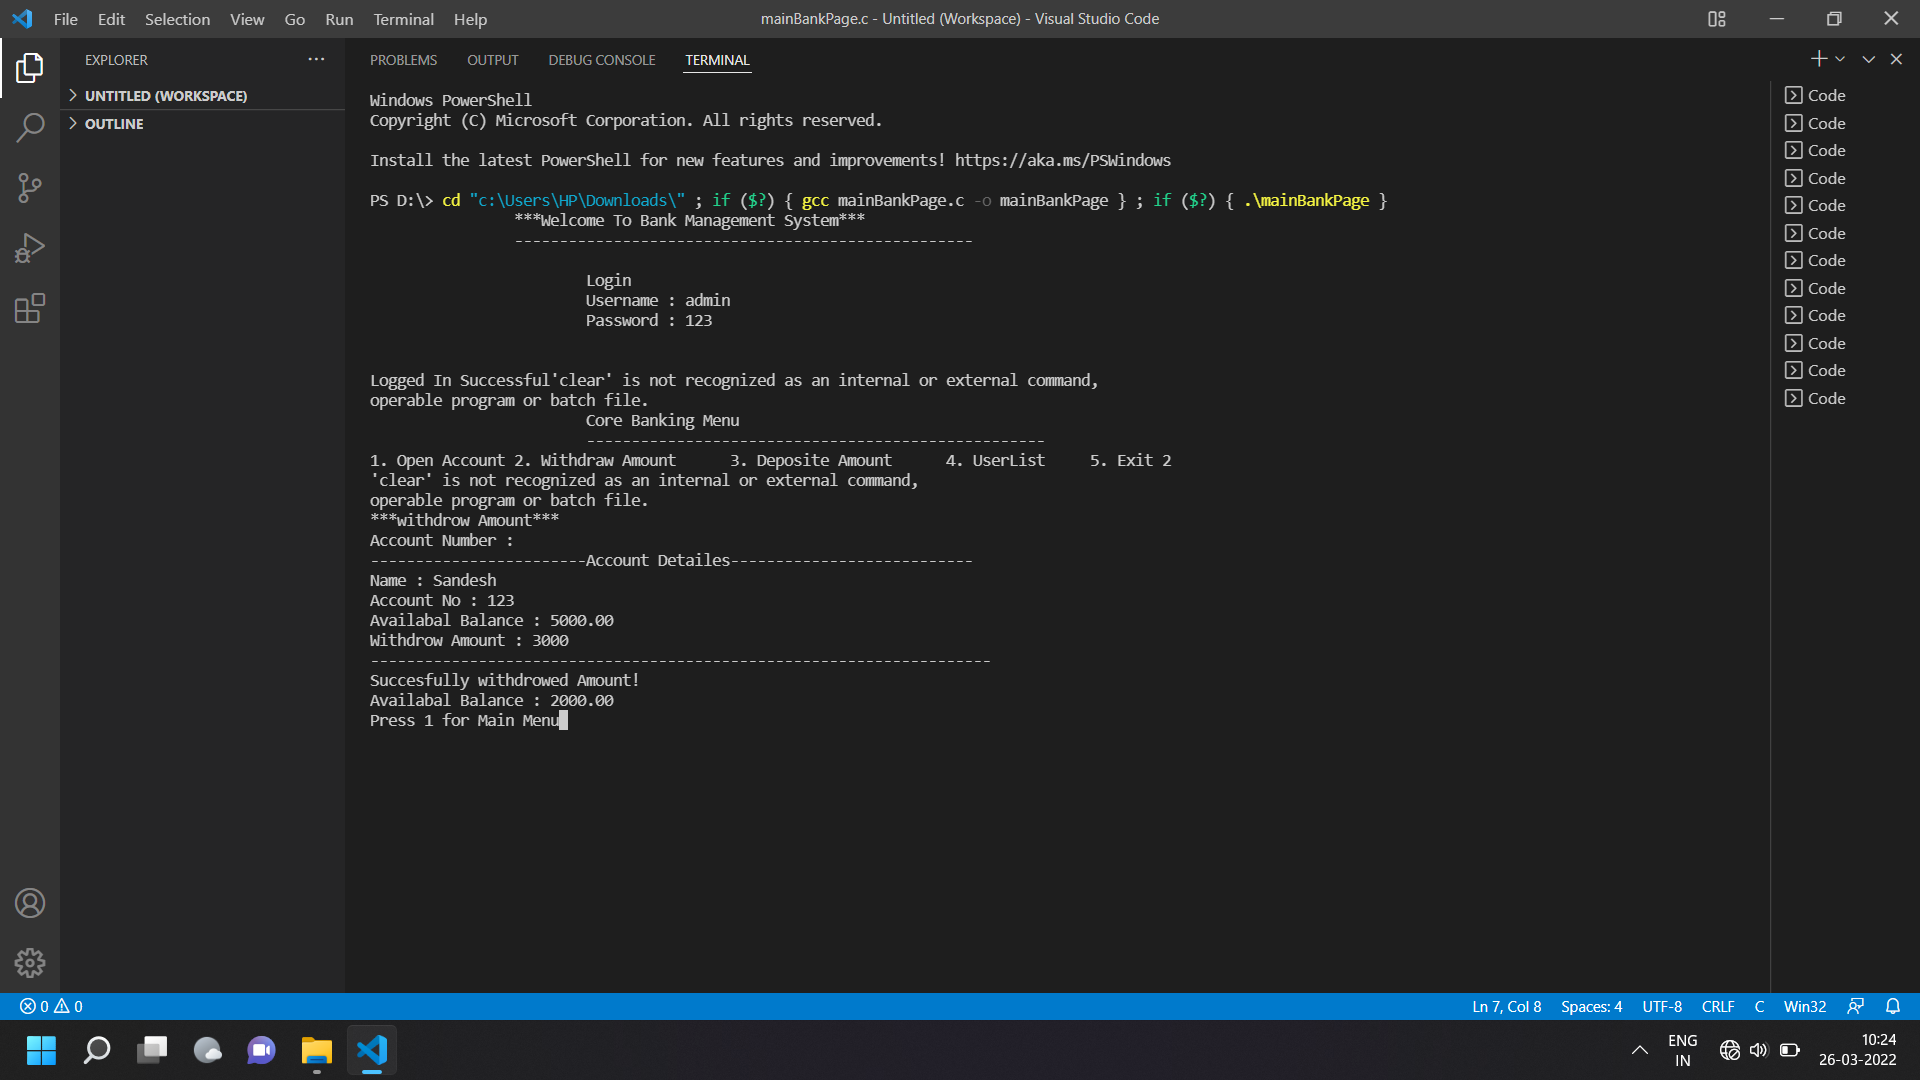 File Edit Selection View Go Run Terminal Help
mainBankPage.c - Untitled (Workspace) - Visual Studio Code
EXPLORER
UNTITLED (WORKSPACE)
OUTLINE
PROBLEMS OUTPUT DEBUG CONSOLE TERMINAL
Windows PowerShell
Copyright (C) Microsoft Corporation. All rights reserved.
Install the latest PowerShell for new features and improvements! https://aka.ms/PSWindows
PS D:\> cd "c:\Users\HP\Downloads\" ; if ($?) { gcc mainBankPage.c -o mainBankPage } ; if ($?) { .\mainBankPage }
***Welcome To Bank Management System***
---------------------------------------------------
Login
Username : admin
Password : 123
Logged In Successful'clear' is not recognized as an internal or external command,
operable program or batch file.
Core Banking Menu
---------------------------------------------------
1. Open Account 2. Withdraw Amount 3. Deposite Amount 4. UserList 5. Exit 2
'clear' is not recognized as an internal or external command,
operable program or batch file.
***withdrow Amount***
Account Number :
------------------------Account Detailes---------------------------
Name : Sandesh
Account No : 123
Availabal Balance : 5000.00
Withdrow Amount : 3000
---------------------------------------------------------------------
Succesfully withdrowed Amount!
Availabal Balance : 2000.00
Press 1 for Main Menu
Code
Code
Code
Code
Code
Code
Code
Code
Code
Code
Code
Code
0 0
Ln 7, Col 8 Spaces: 4 UTF-8 CRLF C Win32
ENG
IN
10:24
26-03-2022